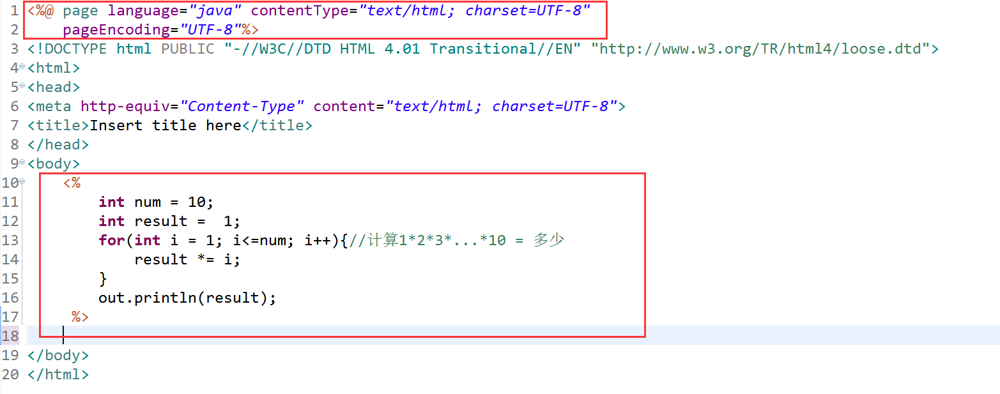 1 <%@ page language="java" contentType="text/html; charset=UTF-8"
2     pageEncoding="UTF-8"%>
3 <!DOCTYPE html PUBLIC "-//W3C//DTD HTML 4.01 Transitional//EN" "http://www.w3.org/TR/html4/loose.dtd">
4 <html>
5 <head>
6 <meta http-equiv="Content-Type" content="text/html; charset=UTF-8">
7 <title>Insert title here</title>
8 </head>
9 <body>
10     <%
11         int num = 10;
12         int result =  1;
13         for(int i = 1; i<=num; i++){//计算1*2*3*...*10 = 多少
14             result *= i;
15         }
16         out.println(result);
17      %>
18
19 </body>
20 </html>